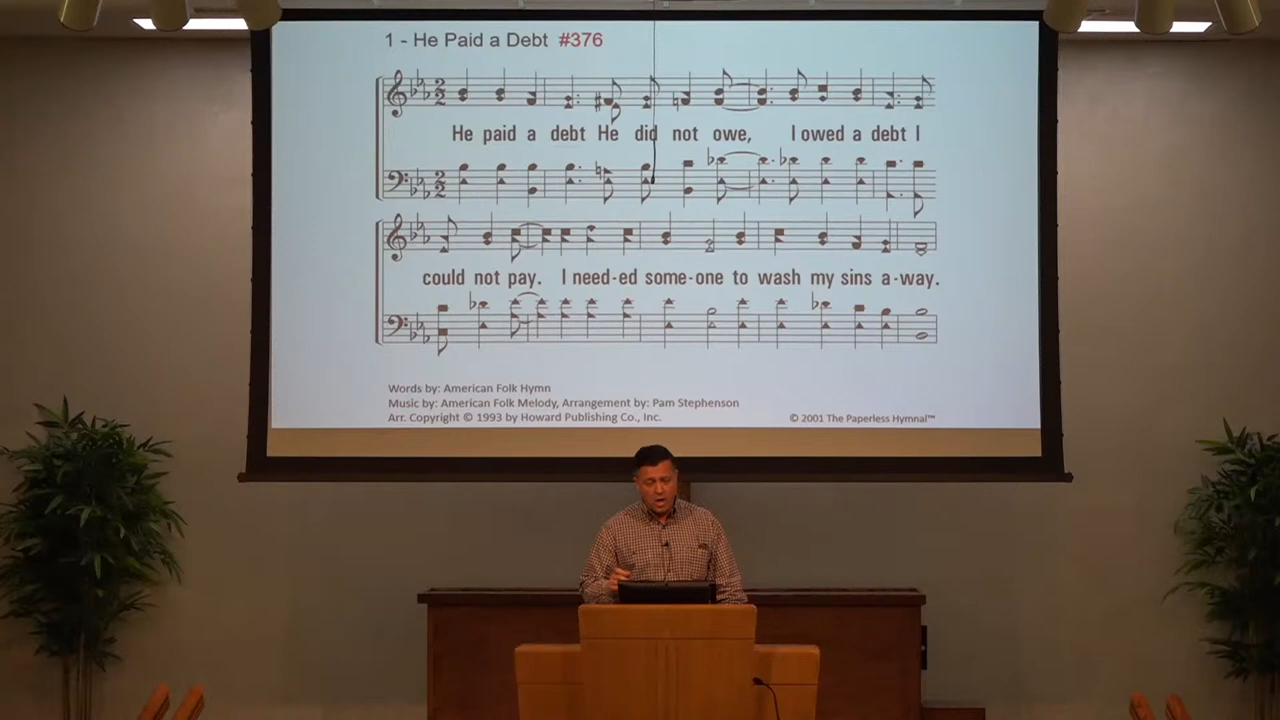 1 - He Paid a Debt #376
He paid a debt He did not owe, I owed a debt I
could not pay. I need-ed some-one to wash my sins a-way.
Words by: American Folk Hymn
Music by: American Folk Melody, Arrangement by: Pam Stephenson
Arr. Copyright © 1993 by Howard Publishing Co., Inc.
© 2001 The Paperless Hymnal™